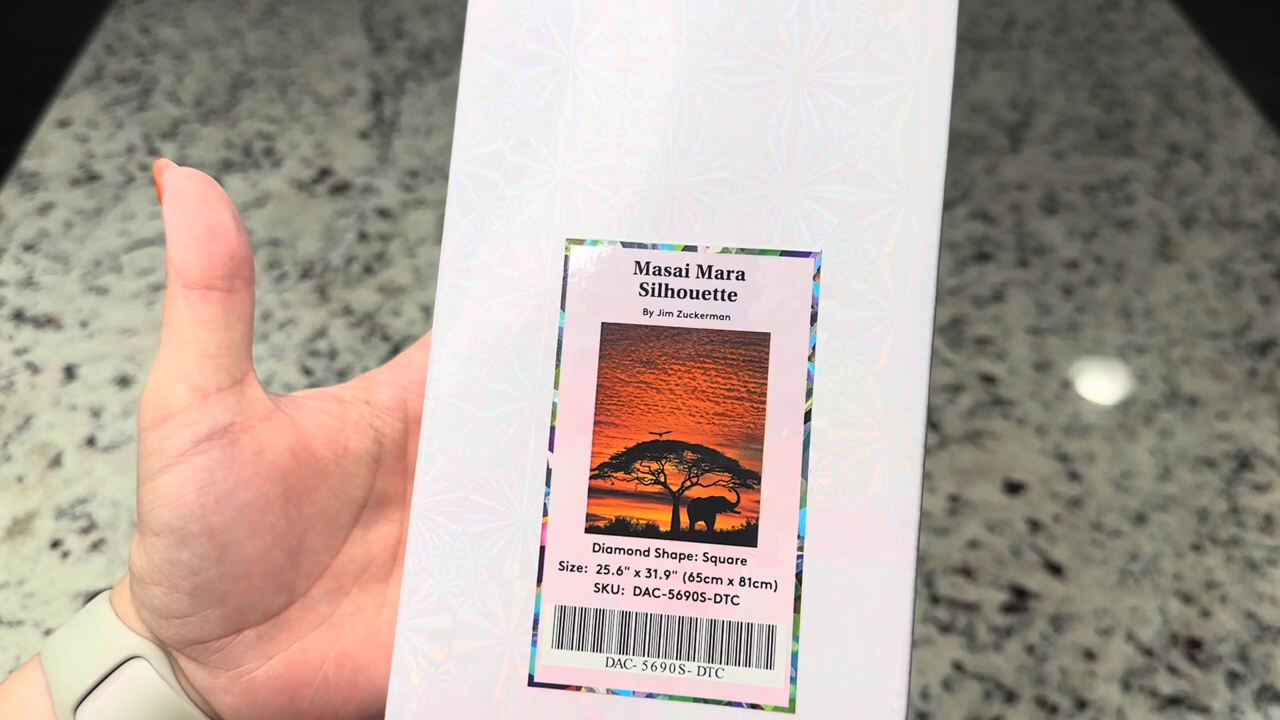 Masai Mara
Silhouette
By Jim Zuckerman
Diamond Shape: Square
Size: 25.6" x 31.9" (65cm x 81cm)
SKU: DAC-5690S-DTC
DAC- 5690S- DTC